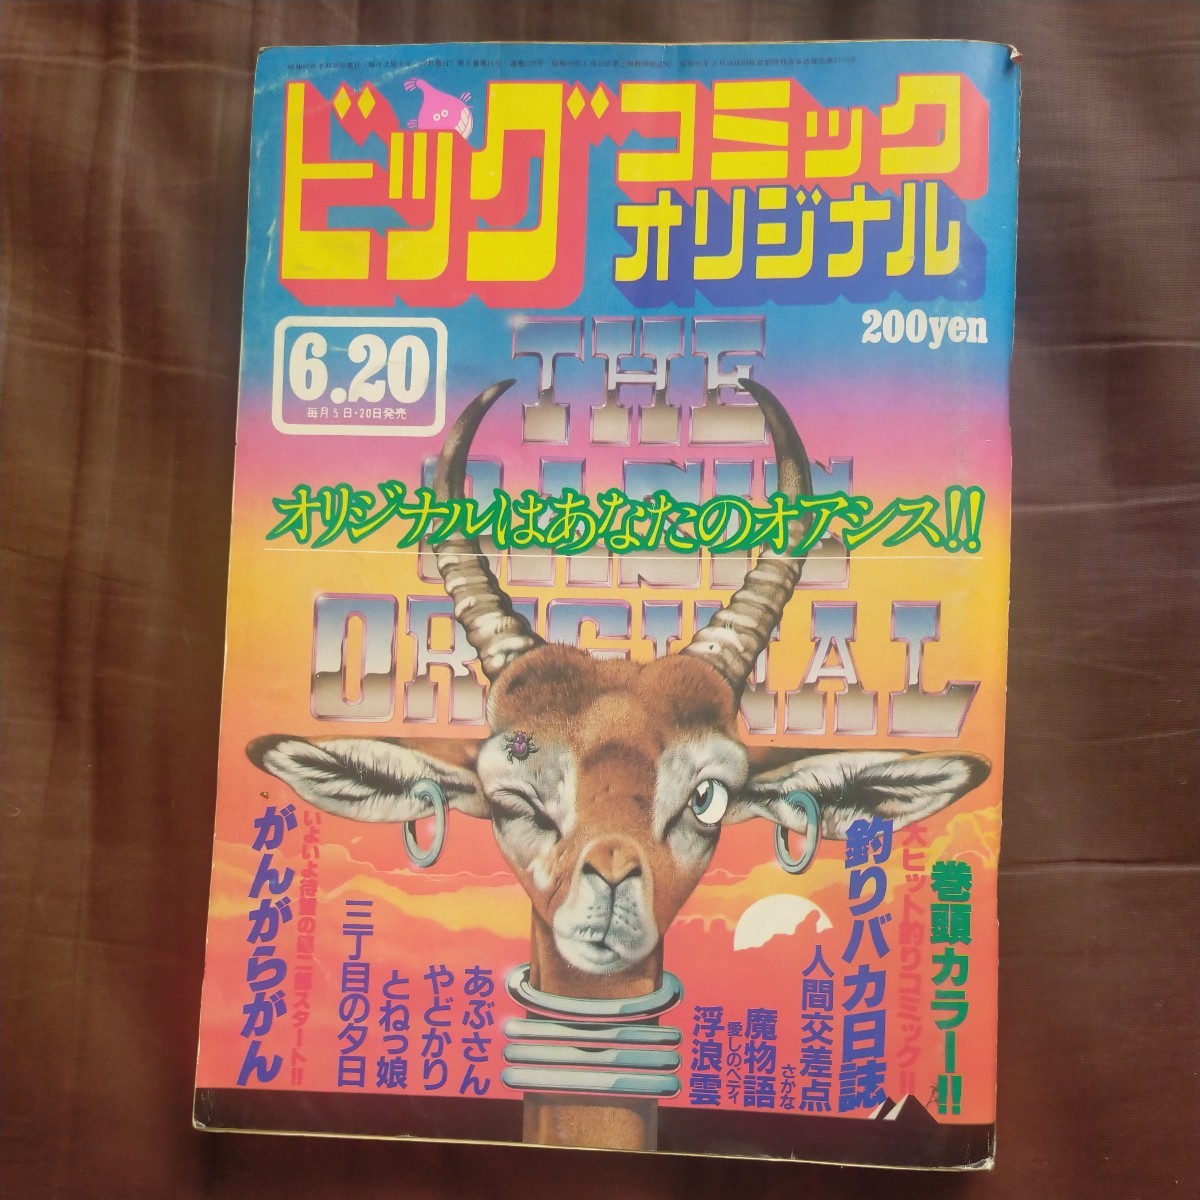 ビッグ
コミック
オリジナル
200yen
6.20
毎月5日・20日発売
THE
ORIGINAL
オリジナルはあなたのオアシス!!
巻頭カラー!!
大ヒット釣りコミック!!
釣りバカ日誌
人間交差点
さかな
魔物語
愛しのベティ
浮浪雲
あぶさん
やどかり
とねっ娘
三丁目の夕日
いよいよ待望の第二部スタート!!
がんがらがん